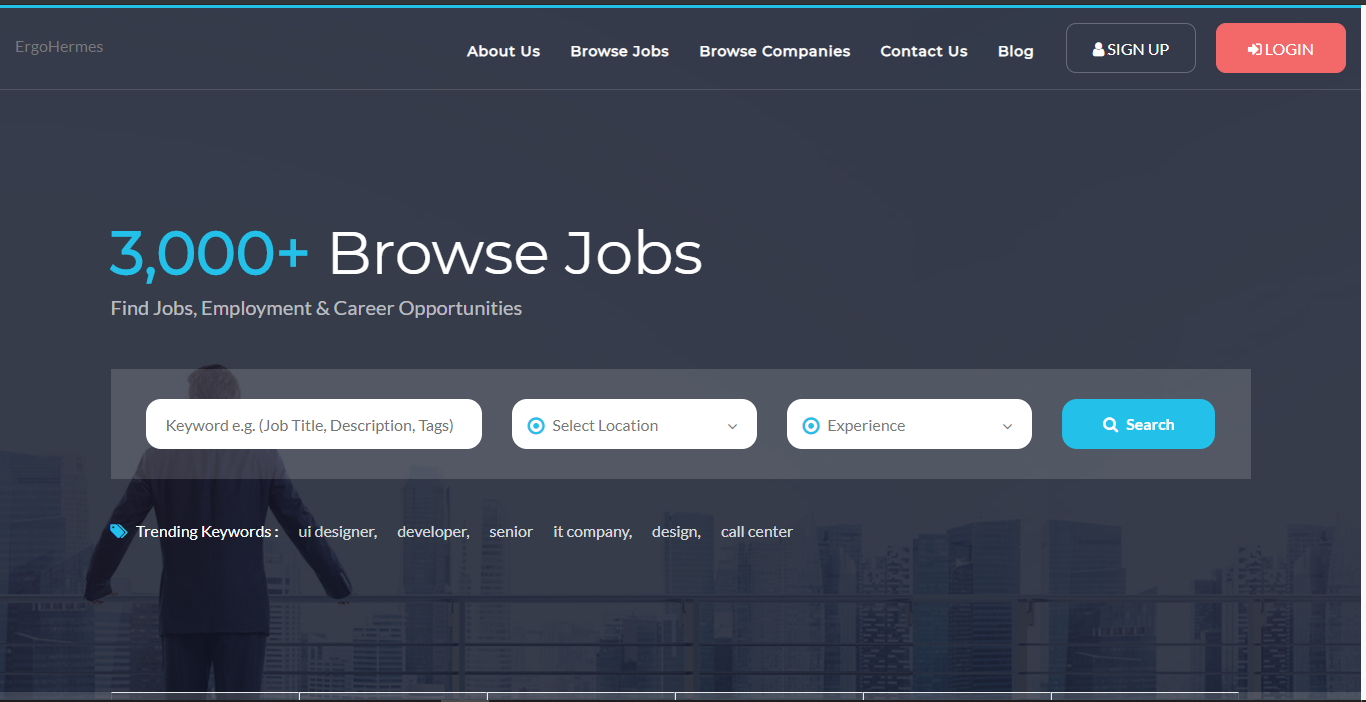 ErgoHermes
About Us Browse Jobs Browse Companies Contact Us Blog SIGN UP LOGIN
3,000+ Browse Jobs
Find Jobs, Employment & Career Opportunities
Keyword e.g. (Job Title, Description, Tags) Select Location Experience Search
Trending Keywords : ui designer, developer, senior it company, design, call center